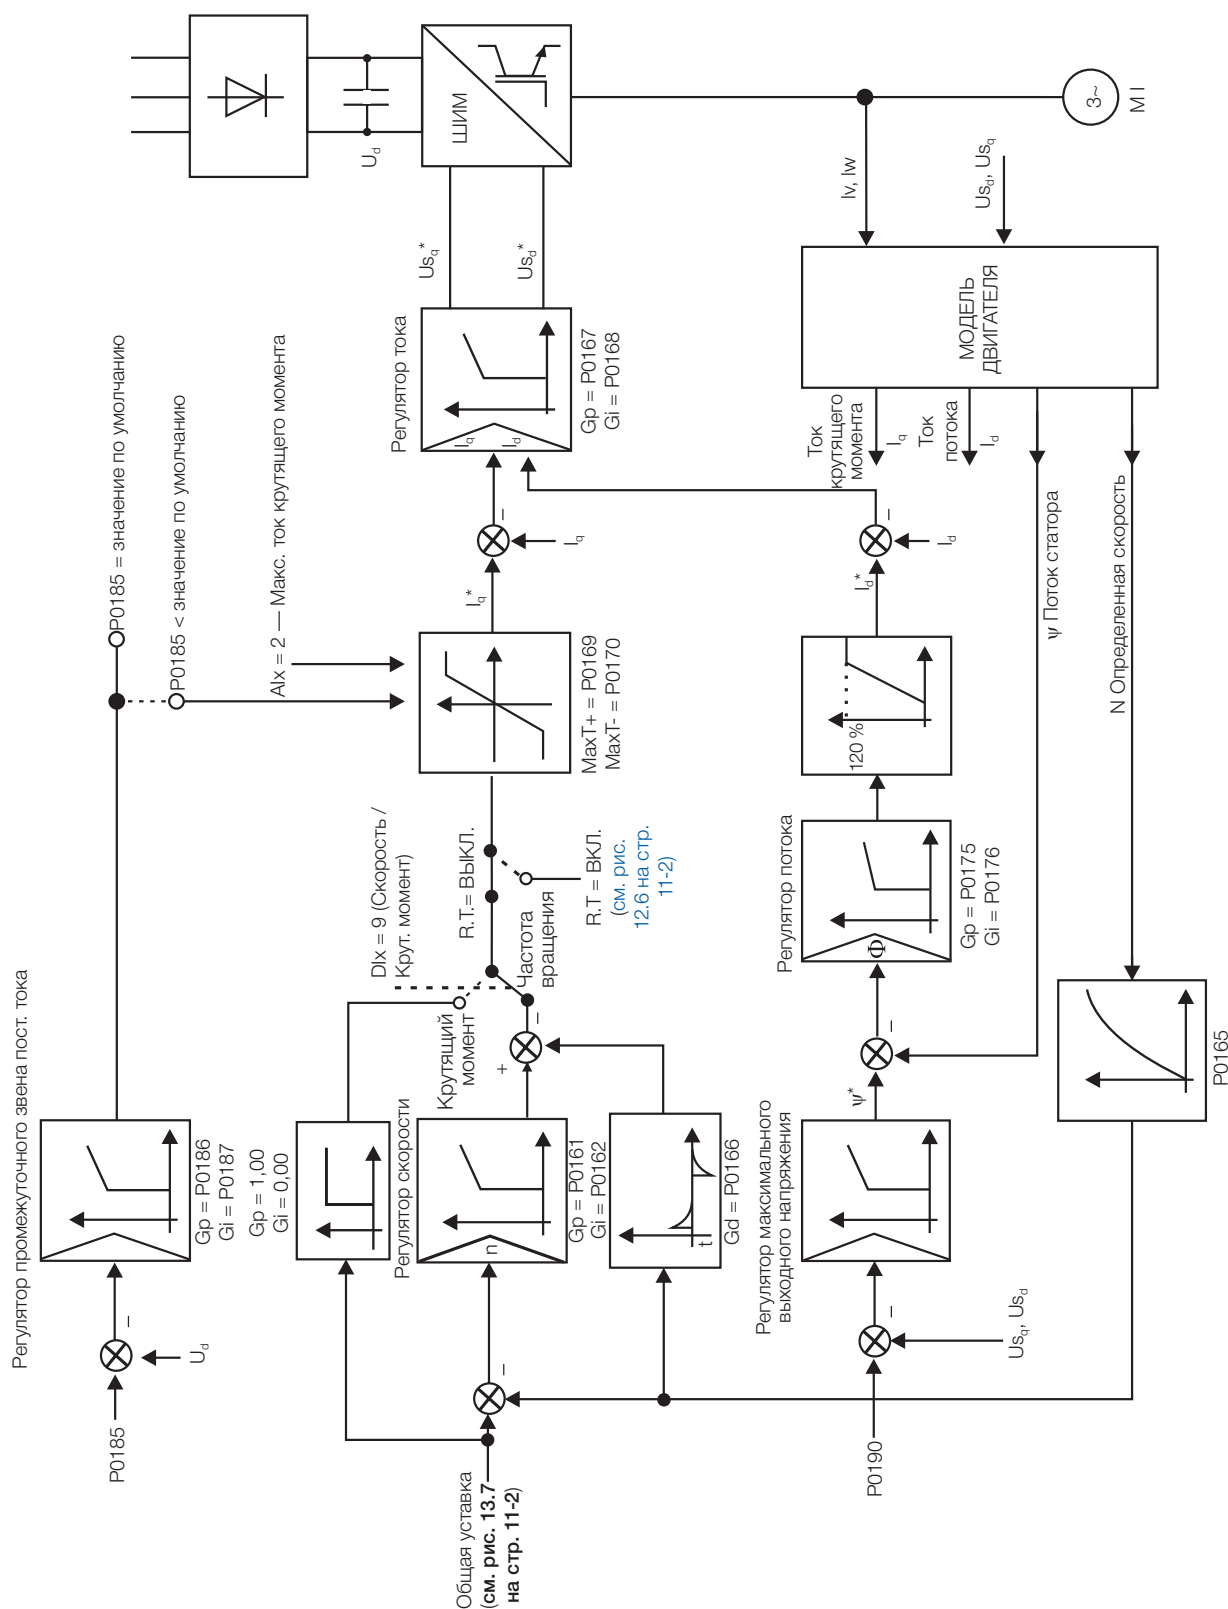 Регулятор промежуточного звена пост. тока
P0185
U_d
–
Gp = P0186
Gi = P0187
P0185 = значение по умолчанию
P0185 < значение по умолчанию
AIx = 2 — Макс. ток крутящего момента
Gp = 1,00
Gi = 0,00
DIx = 9 (Скорость /
Крут. момент)
Крутящий
момент
Частота
вращения
R.T.= ВЫКЛ.
R.T = ВКЛ.
(см. рис.
12.6 на стр.
11-2)
Общая уставка
(см. рис. 13.7
на стр. 11-2)
–
Регулятор скорости
n
Gp = P0161
Gi = P0162
+
–
t
Gd = P0166
MaxT+ = P0169
MaxT- = P0170
I_q*
–
I_q
Регулятор тока
I_q
I_d
Gp = P0167
Gi = P0168
Us_q*
Us_d*
U_d
ШИМ
3~
M I
Iv, Iw
Us_d, Us_q
МОДЕЛЬ
ДВИГАТЕЛЯ
Ток
крутящего
момента
I_q
Ток
потока
I_d
ψ Поток статора
N Определенная скорость
P0190
–
Us_q, Us_d
Регулятор максимального
выходного напряжения
ψ*
–
Регулятор потока
Φ
Gp = P0175
Gi = P0176
120 %
I_d*
–
I_d
P0165